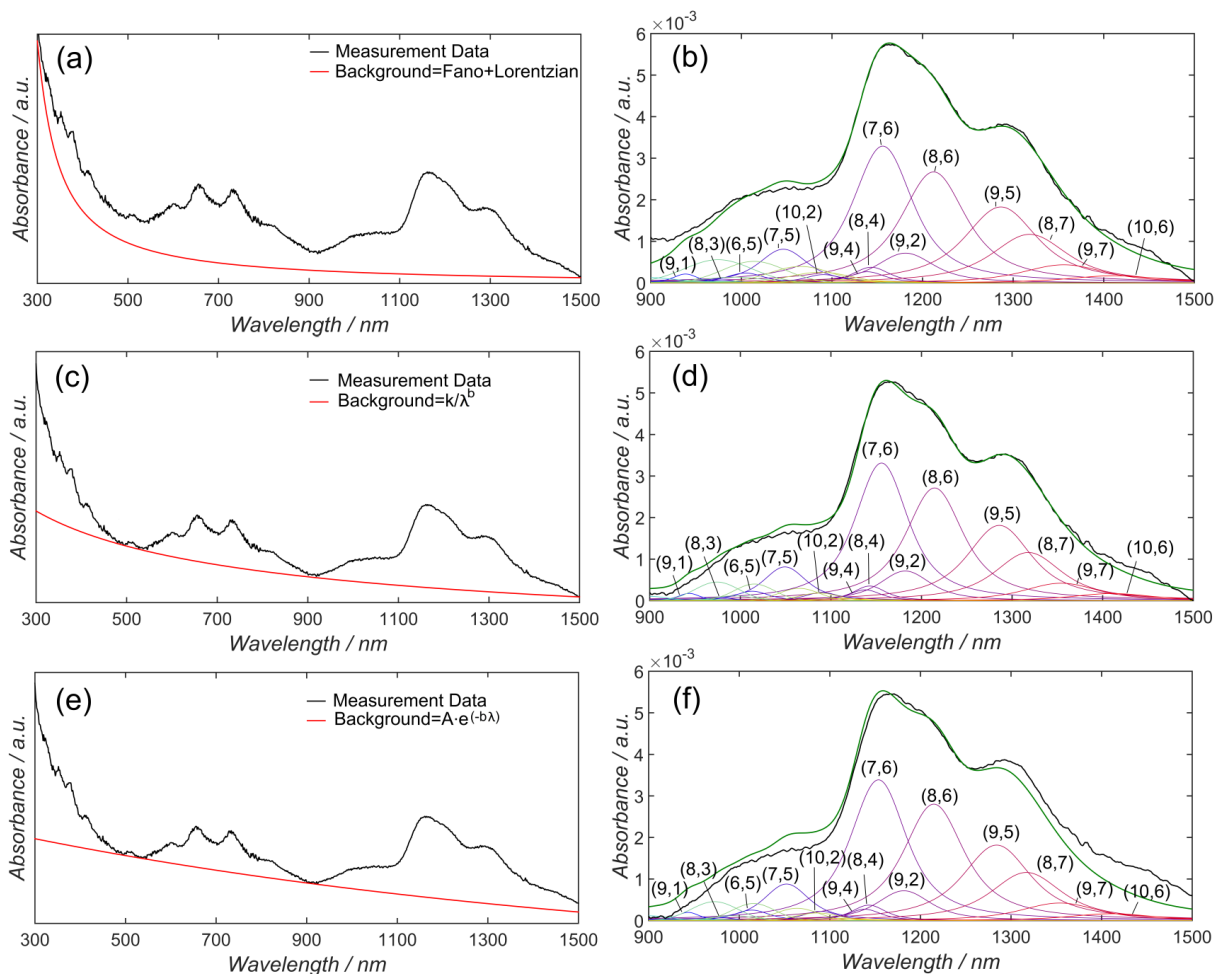 (a)
Measurement Data
Background=Fano+Lorentzian
Absorbance / a.u.
300 500 700 900 1100 1300 1500
Wavelength / nm
(b)
×10⁻³
6
5
4
3
2
1
0
Absorbance / a.u.
(7,6)
(8,6)
(9,5)
(10,2)
(8,4)
(8,7)
(7,5)
(6,5)
(8,3)
(9,1)
(9,4)
(9,2)
(9,7)
(10,6)
900 1000 1100 1200 1300 1400 1500
Wavelength / nm
(c)
Measurement Data
Background=k/λᵇ
Absorbance / a.u.
300 500 700 900 1100 1300 1500
Wavelength / nm
(d)
×10⁻³
6
5
4
3
2
1
0
Absorbance / a.u.
(7,6)
(8,6)
(9,5)
(10,2)
(8,4)
(8,7)
(8,3)
(7,5)
(9,1)
(6,5)
(9,4)
(9,2)
(9,7)
(10,6)
900 1000 1100 1200 1300 1400 1500
Wavelength / nm
(e)
Measurement Data
Background=A·e⁽⁻ᵇλ⁾
Absorbance / a.u.
300 500 700 900 1100 1300 1500
Wavelength / nm
(f)
×10⁻³
6
5
4
3
2
1
0
Absorbance / a.u.
(7,6)
(8,6)
(9,5)
(10,2)
(8,4)
(8,7)
(8,3)
(7,5)
(9,1)
(6,5)
(9,4)
(9,2)
(9,7)
(10,6)
900 1000 1100 1200 1300 1400 1500
Wavelength / nm